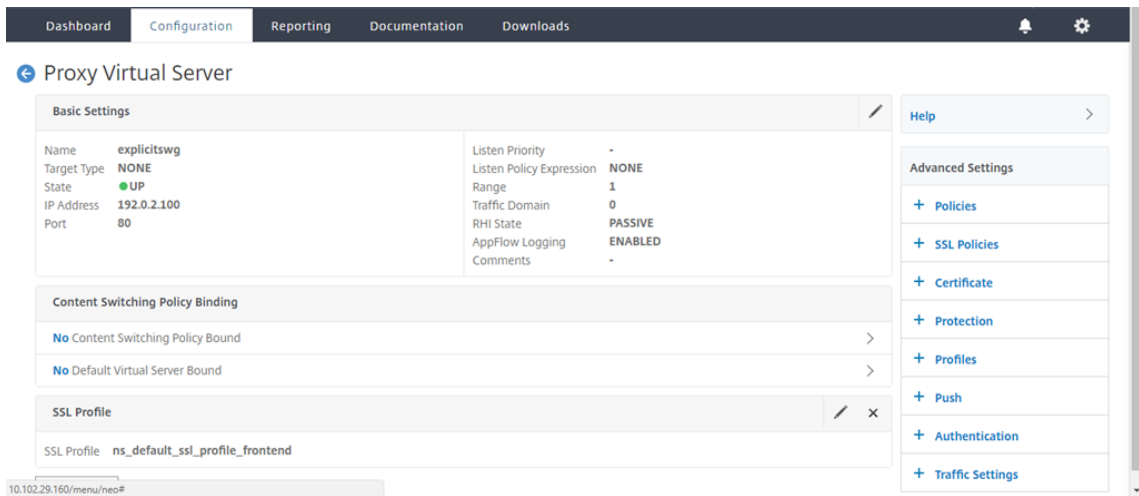 Dashboard Configuration Reporting Documentation Downloads
Proxy Virtual Server
Basic Settings
Name explicitswg
Target Type NONE
State UP
IP Address 192.0.2.100
Port 80
Listen Priority -
Listen Policy Expression NONE
Range 1
Traffic Domain 0
RHI State PASSIVE
AppFlow Logging ENABLED
Comments -
Content Switching Policy Binding
No Content Switching Policy Bound
No Default Virtual Server Bound
SSL Profile
SSL Profile ns_default_ssl_profile_frontend
Help
Advanced Settings
+ Policies
+ SSL Policies
+ Certificate
+ Protection
+ Profiles
+ Push
+ Authentication
+ Traffic Settings
10.102.29.160/menu/neo#